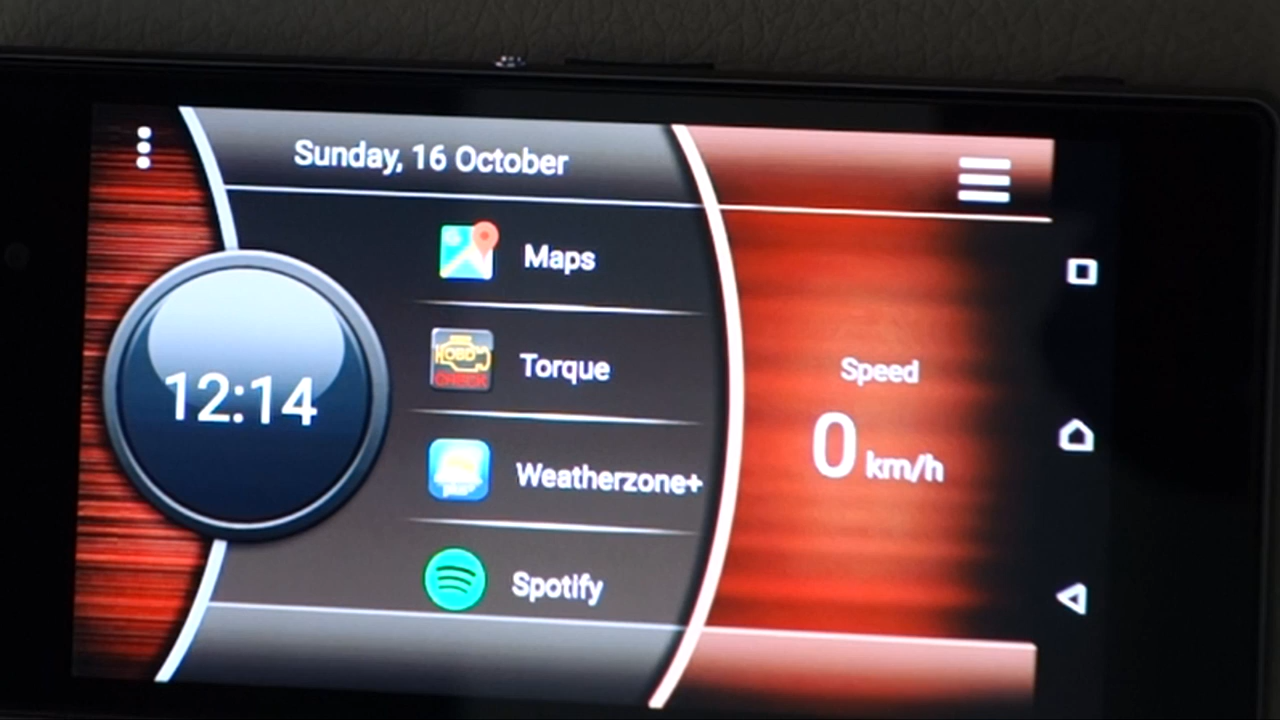 Sunday, 16 October
12:14
Maps
OBD
CHECK
Torque
Weatherzone+
Spotify
Speed
0 km/h